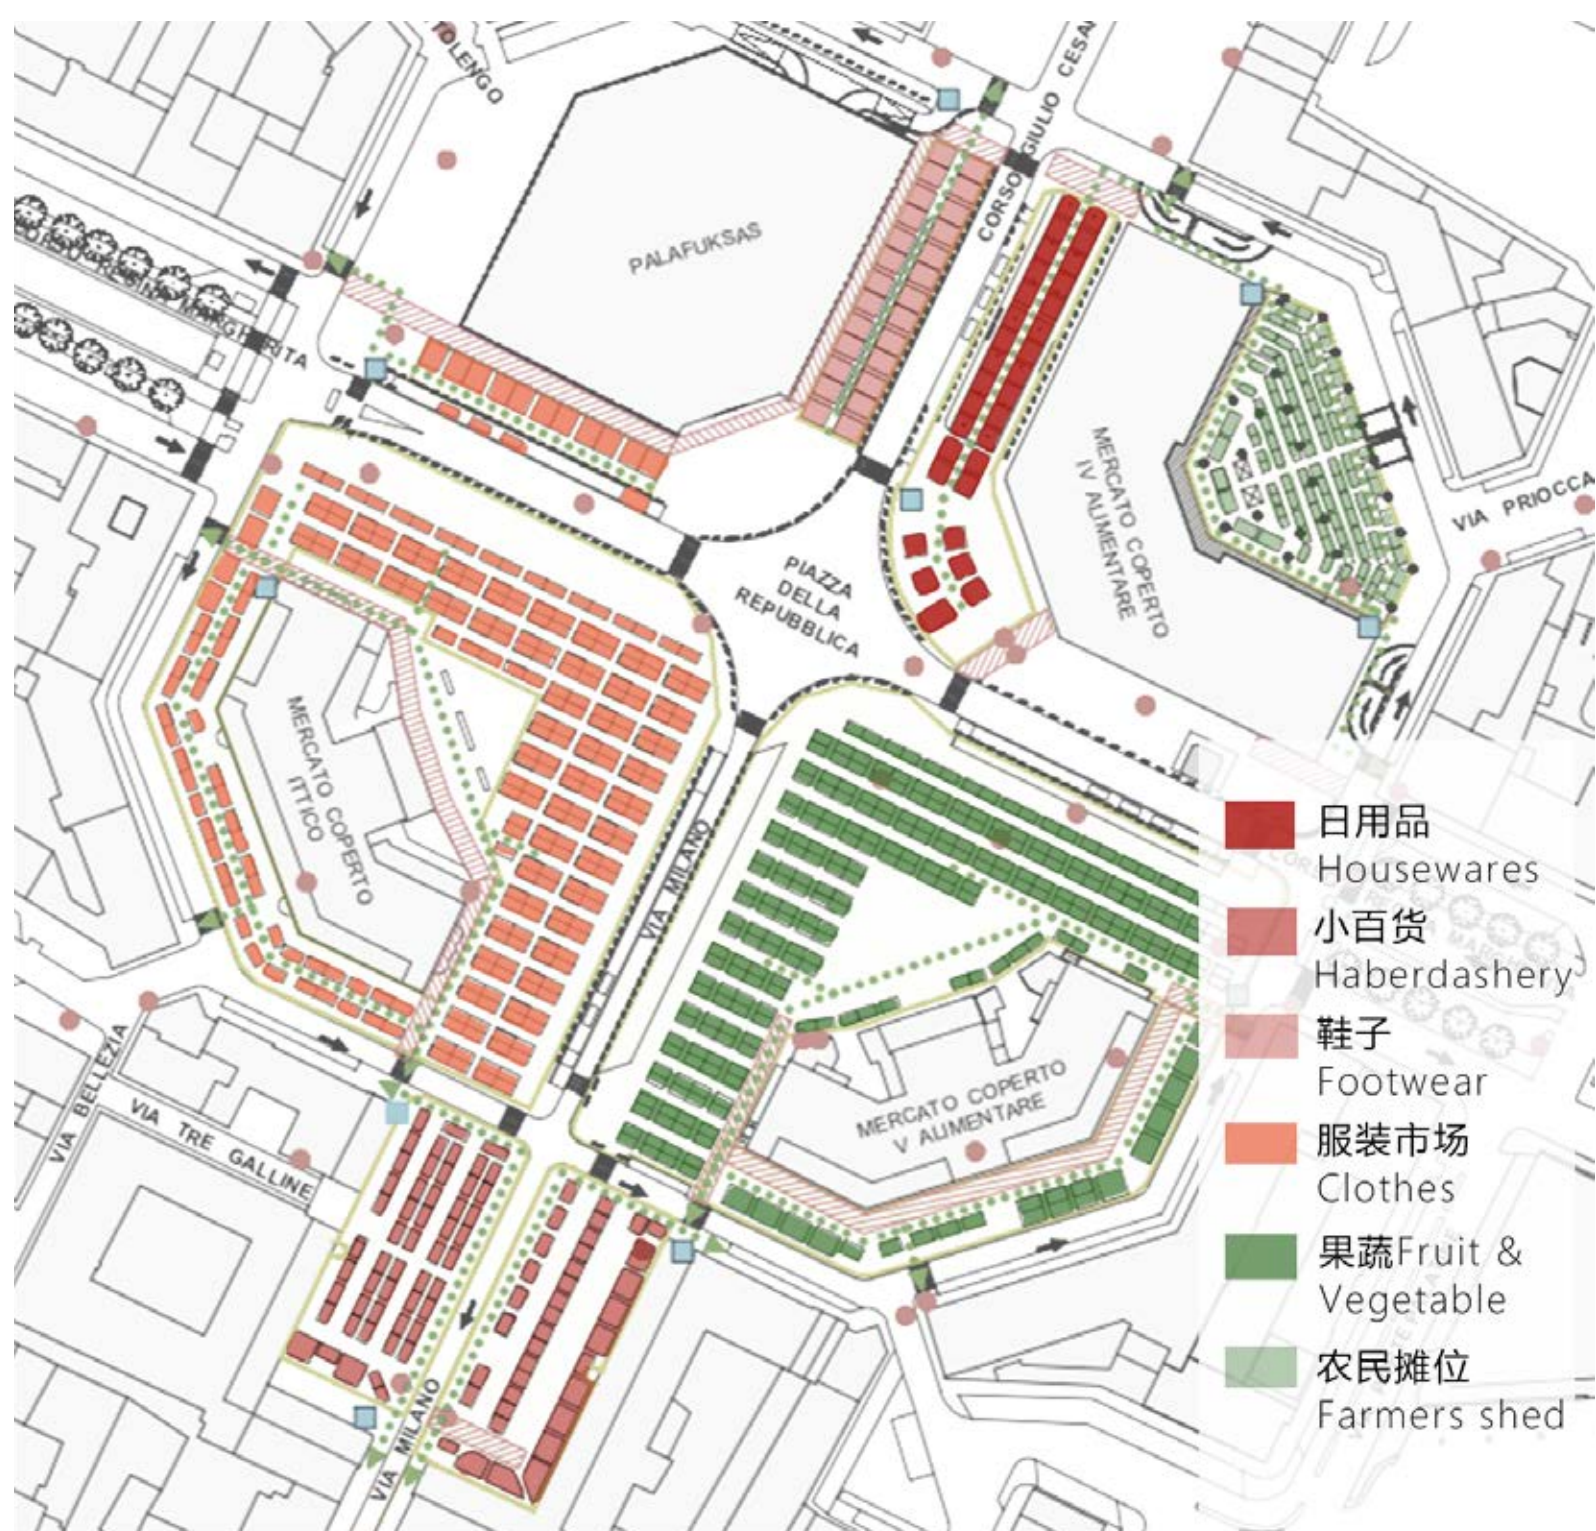 TOLENGO
CORSO GIULIO CESA
PALAFUKSAS
MERCATO COPERTO
IV ALIMENTARE
VIA PRIOCCA
PIAZZA
DELLA
REPUBBLICA
MERCATO COPERTO
ITTICO
VIA MILANO
MERCATO COPERTO
V ALIMENTARE
VIA BELLEZIA
VIA TRE GALLINE
VIA MILANO
日用品
Housewares
小百货
Haberdashery
鞋子
Footwear
服装市场
Clothes
果蔬Fruit &
Vegetable
农民摊位
Farmers shed